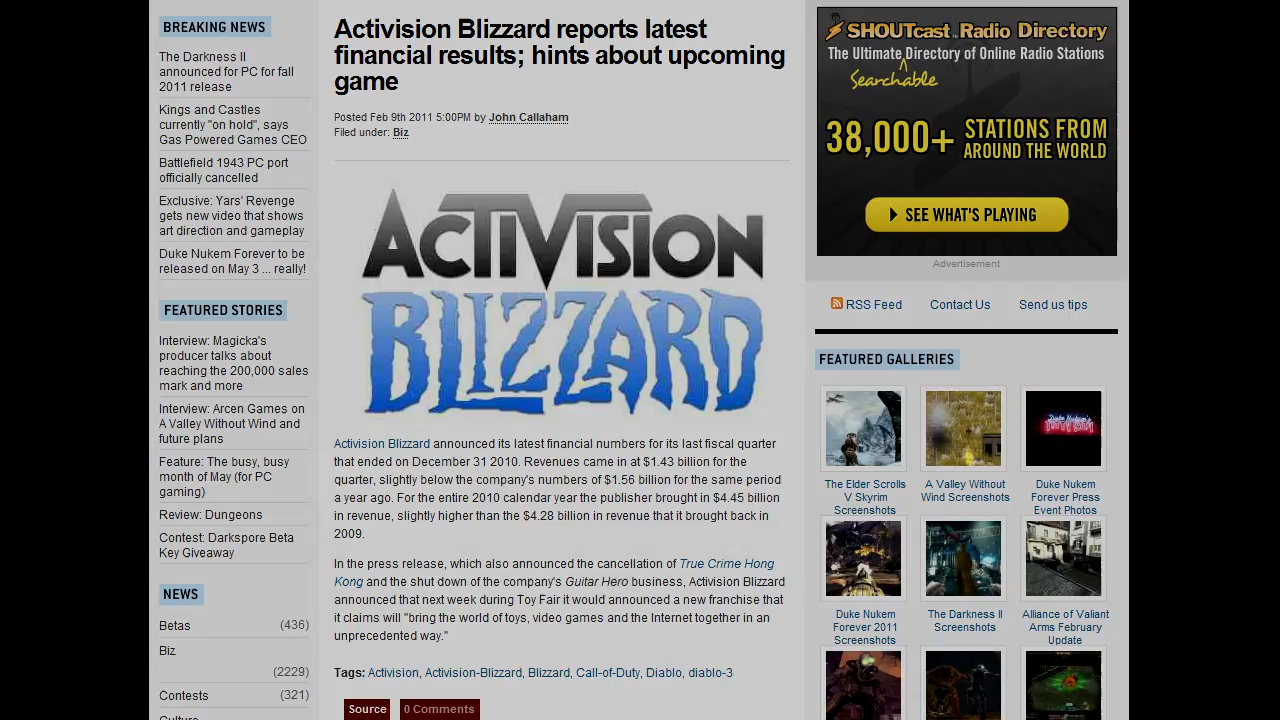 BREAKING NEWS
The Darkness II
announced for PC for fall
2011 release
Kings and Castles
currently "on hold", says
Gas Powered Games CEO
Battlefield 1943 PC port
officially cancelled
Exclusive: Yars' Revenge
gets new video that shows
art direction and gameplay
Duke Nukem Forever to be
released on May 3 ... really!
FEATURED STORIES
Interview: Magicka's
producer talks about
reaching the 200,000 sales
mark and more
Interview: Arcen Games on
A Valley Without Wind and
future plans
Feature: The busy, busy
month of May (for PC
gaming)
Review: Dungeons
Contest: Darkspore Beta
Key Giveaway
NEWS
Betas (436)
Biz
(2229)
Contests (321)
Activision Blizzard reports latest
financial results; hints about upcoming
game
Posted Feb 9th 2011 5:00PM by John Callaham
Filed under: Biz
ACTIVISION
BLIZZARD
Activision Blizzard announced its latest financial numbers for its last fiscal quarter
that ended on December 31 2010. Revenues came in at $1.43 billion for the
quarter, slightly below the company's numbers of $1.56 billion for the same period
a year ago. For the entire 2010 calendar year the publisher brought in $4.45 billion
in revenue, slightly higher than the $4.28 billion in revenue that it brought back in
2009.
In the press release, which also announced the cancellation of True Crime Hong
Kong and the shut down of the company's Guitar Hero business, Activision Blizzard
announced that next week during Toy Fair it would announced a new franchise that
it claims will "bring the world of toys, video games and the Internet together in an
unprecedented way."
Tags: Activision, Activision-Blizzard, Blizzard, Call-of-Duty, Diablo, diablo-3
Source 0 Comments
SHOUTcast Radio Directory
The Ultimate Directory of Online Radio Stations
Searchable
38,000+ STATIONS FROM
AROUND THE WORLD
SEE WHAT'S PLAYING
Advertisement
RSS Feed Contact Us Send us tips
FEATURED GALLERIES
The Elder Scrolls
V Skyrim
Screenshots
A Valley Without
Wind Screenshots
Duke Nukem
Forever Press
Event Photos
Duke Nukem
Forever 2011
Screenshots
The Darkness II
Screenshots
Alliance of Valiant
Arms February
Update